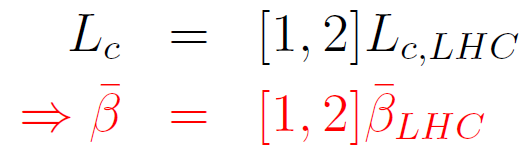 L_c = [1, 2]L_{c,LHC}
⇒ β̄ = [1, 2]β̄_{LHC}